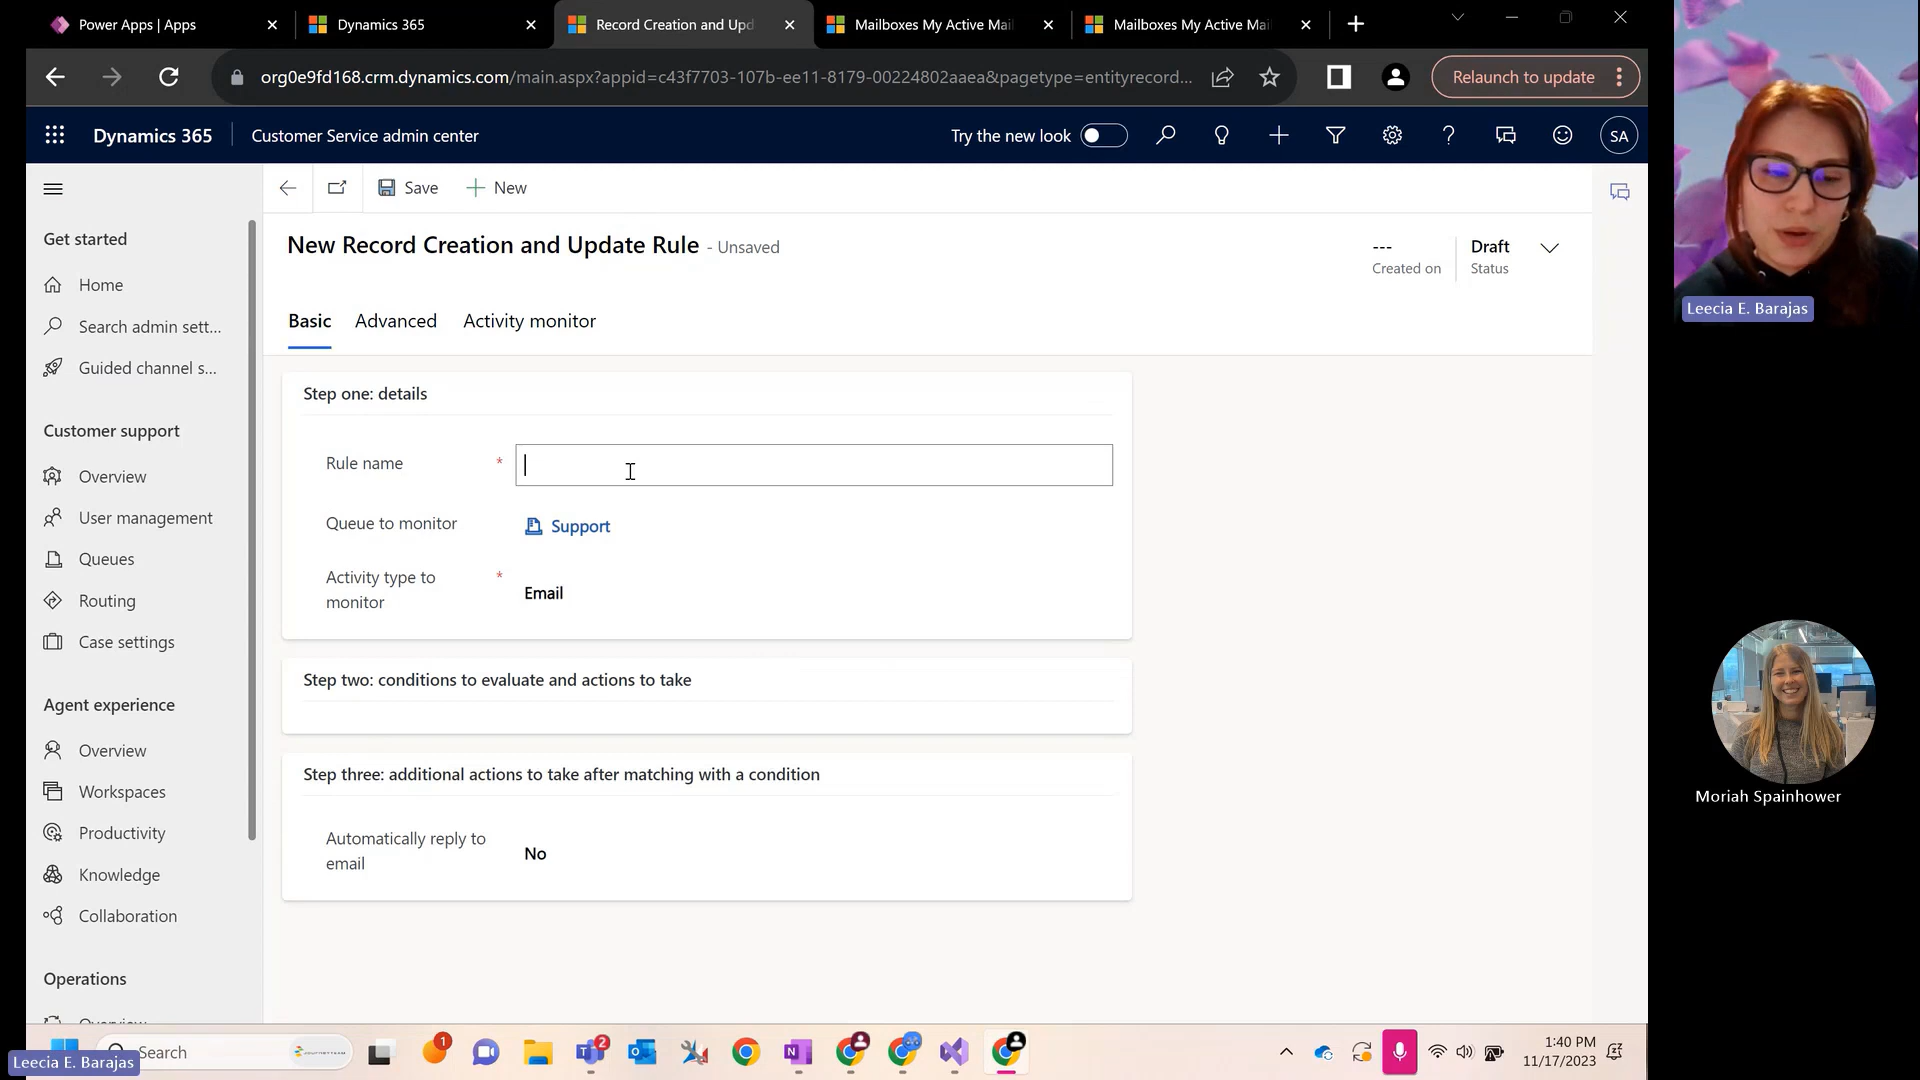 Power Apps | Apps
Dynamics 365
Record Creation and Upd
Mailboxes My Active Mail
Mailboxes My Active Mail
org0e9fd168.crm.dynamics.com/main.aspx?appid=c43f7703-107b-ee11-8179-00224802aaea&pagetype=entityrecord...
Relaunch to update
Dynamics 365
Customer Service admin center
Try the new look
SA
Save
New
Get started
Home
Search admin sett...
Guided channel s...
Customer support
Overview
User management
Queues
Routing
Case settings
Agent experience
Overview
Workspaces
Productivity
Knowledge
Collaboration
Operations
Overview
New Record Creation and Update Rule - Unsaved
---
Created on
Draft
Status
Basic
Advanced
Activity monitor
Step one: details
Rule name *
Queue to monitor
Support
Activity type to monitor *
Email
Step two: conditions to evaluate and actions to take
Step three: additional actions to take after matching with a condition
Automatically reply to email
No
Leecia E. Barajas
Moriah Spainhower
Leecia E. Barajas
Search
1
2
1:40 PM
11/17/2023